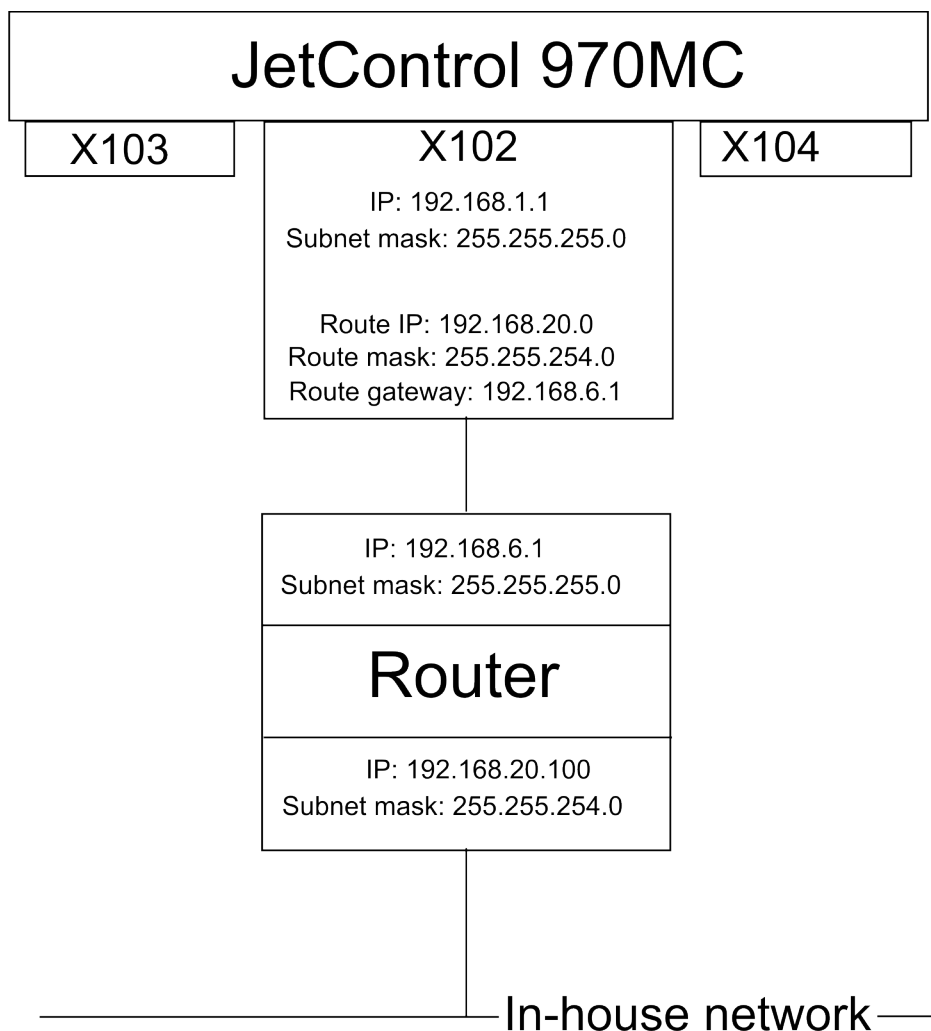 JetControl 970MC
X103
X102
X104
IP: 192.168.1.1
Subnet mask: 255.255.255.0
Route IP: 192.168.20.0
Route mask: 255.255.254.0
Route gateway: 192.168.6.1
IP: 192.168.6.1
Subnet mask: 255.255.255.0
Router
IP: 192.168.20.100
Subnet mask: 255.255.254.0
In-house network